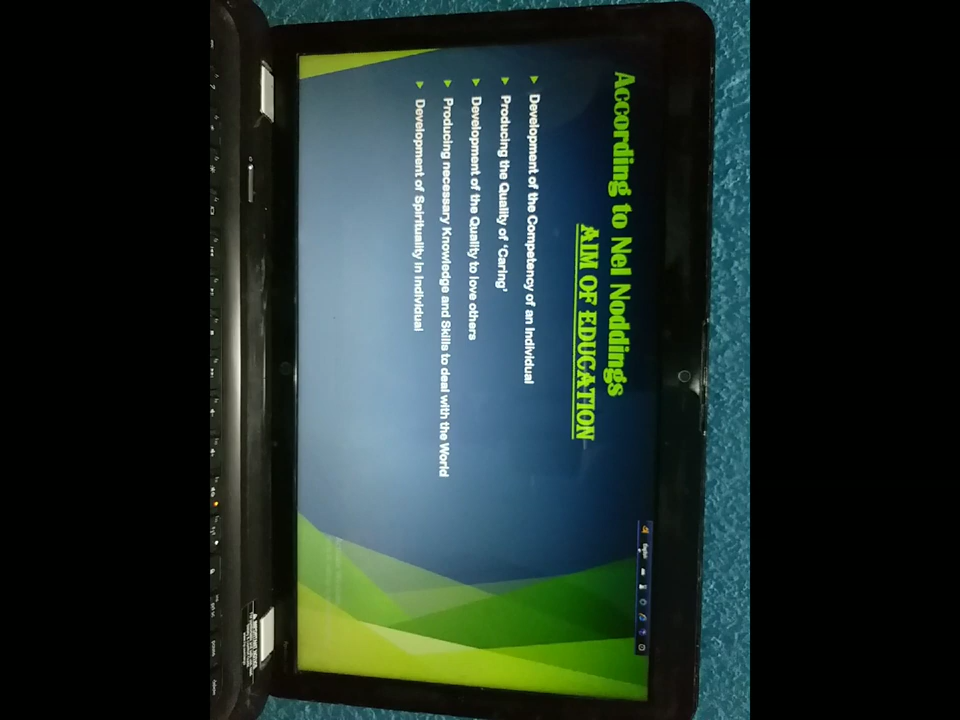 According to Nel Noddings
AIM OF EDUCATION
Development of the Competency of an Individual
Producing the Quality of 'Caring'
Development of the Quality to love others
Producing necessary Knowledge and Skills to deal with the World
Development of Spirituality in Individual
English